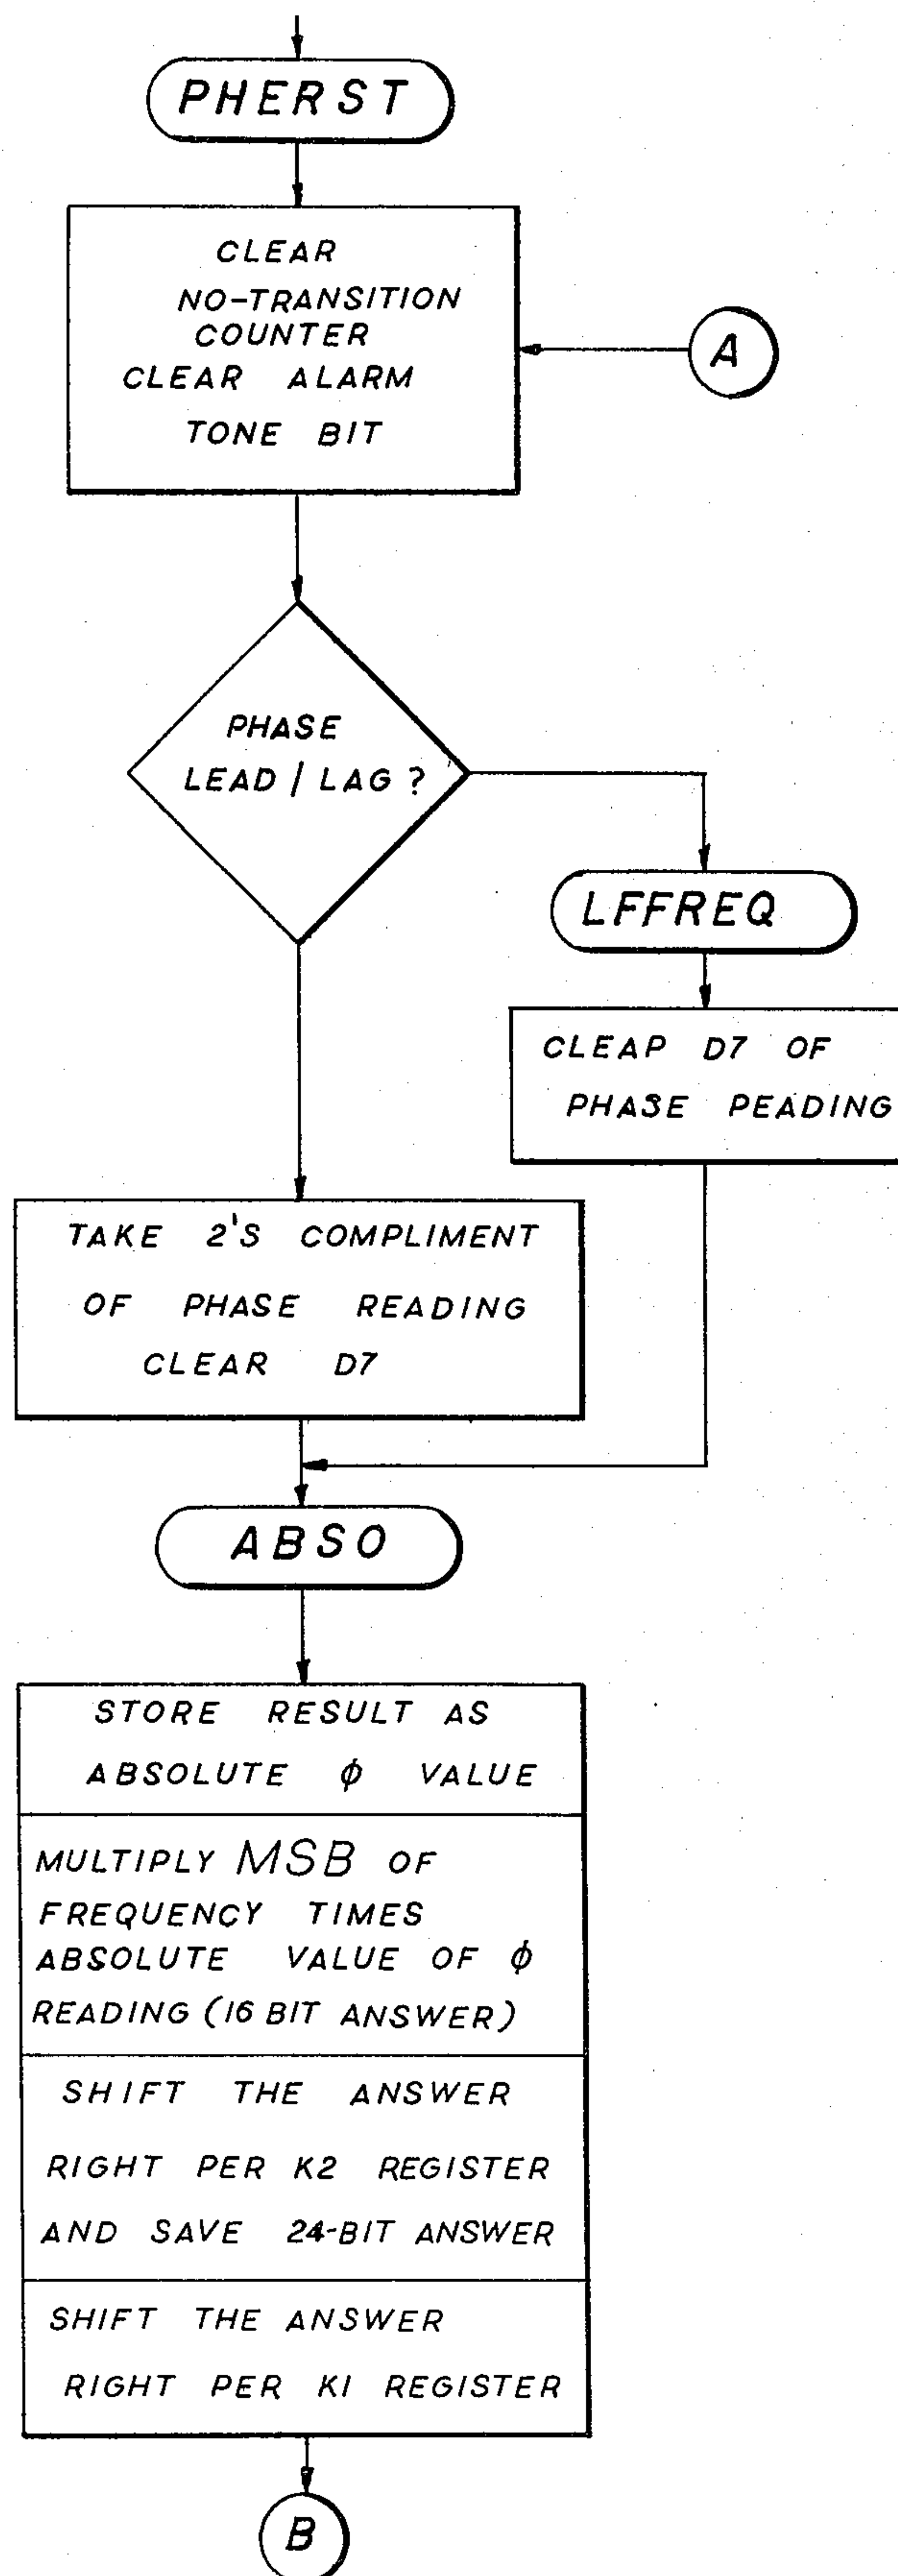 PHERST
CLEAR
NO-TRANSITION
COUNTER
CLEAR ALARM
TONE BIT
A
PHASE
LEAD / LAG ?
LFFREQ
CLEAP D7 OF
PHASE PEADING
TAKE 2'S COMPLIMENT
OF PHASE READING
CLEAR D7
ABSO
STORE RESULT AS
ABSOLUTE ϕ VALUE
MULTIPLY MSB OF
FREQUENCY TIMES
ABSOLUTE VALUE OF ϕ
READING (16 BIT ANSWER)
SHIFT THE ANSWER
RIGHT PER K2 REGISTER
AND SAVE 24-BIT ANSWER
SHIFT THE ANSWER
RIGHT PER K1 REGISTER
B